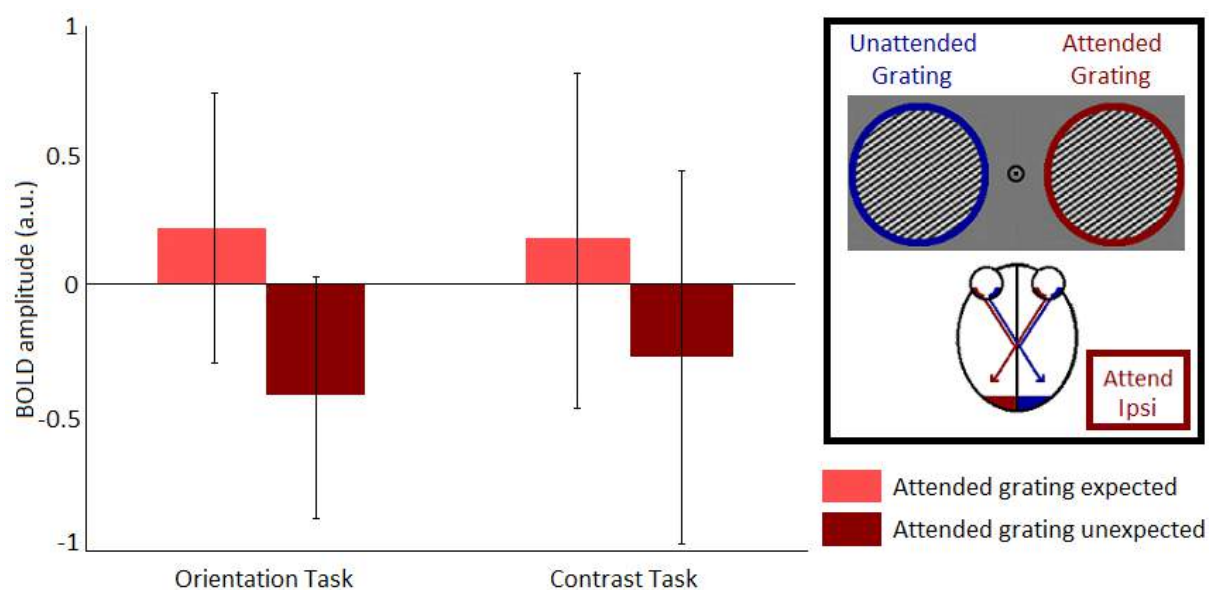 BOLD amplitude (a.u.)
1
0.5
0
-0.5
-1
Orientation Task
Contrast Task
Unattended
Grating
Attended
Grating
Attend
Ipsi
Attended grating expected
Attended grating unexpected